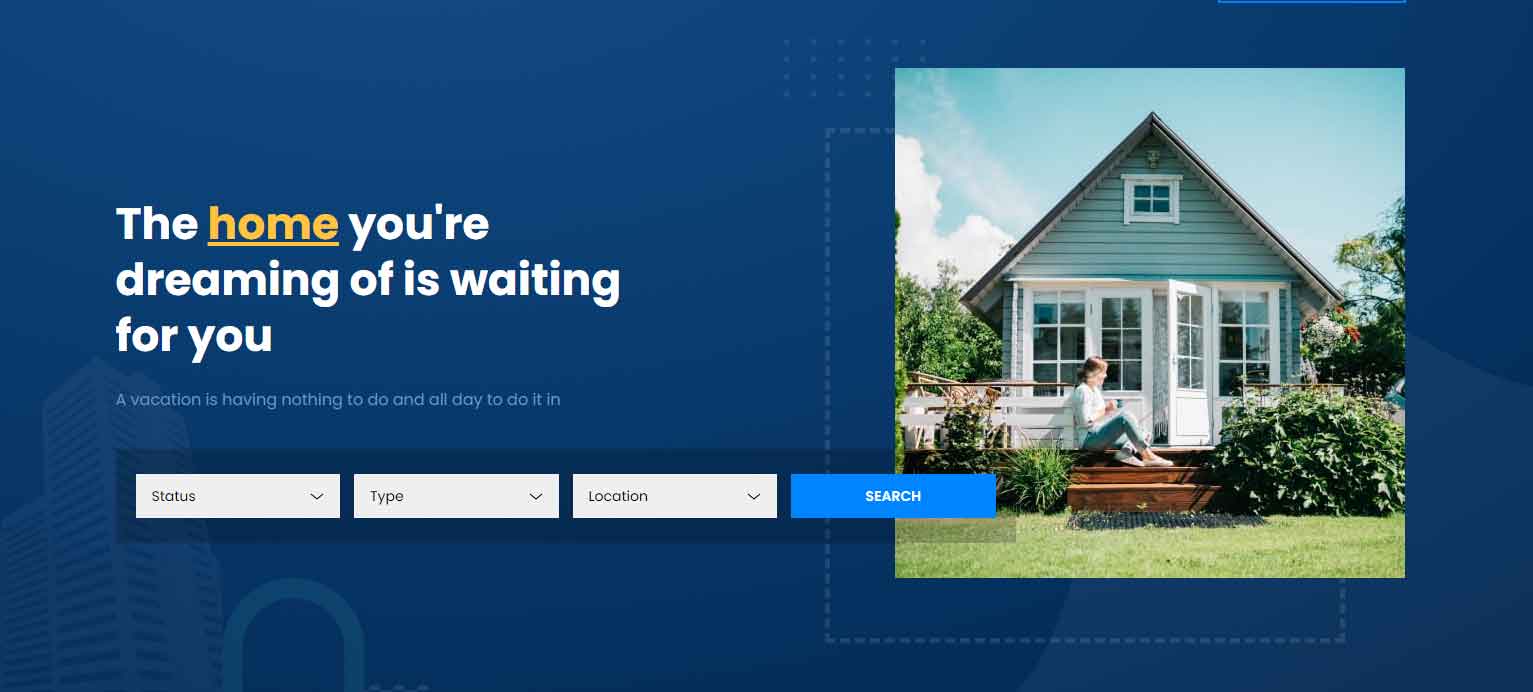 The home you're
dreaming of is waiting
for you
A vacation is having nothing to do and all day to do it in
Status
Type
Location
SEARCH